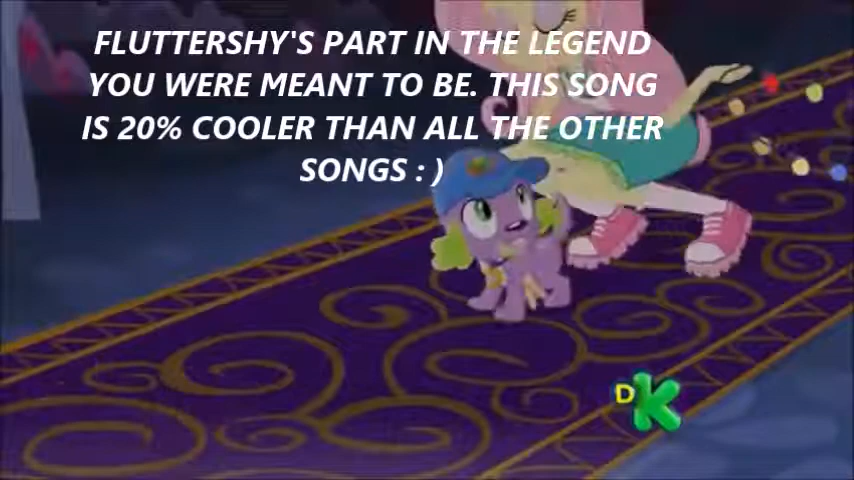 FLUTTERSHY'S PART IN THE LEGEND
YOU WERE MEANT TO BE. THIS SONG
IS 20% COOLER THAN ALL THE OTHER
SONGS : )
DK